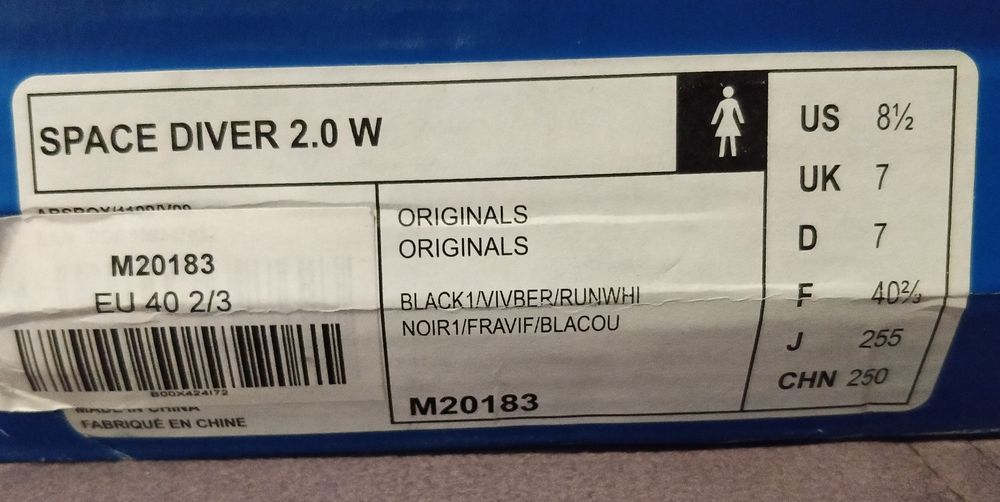 SPACE DIVER 2.0 W
US 8½
UK 7
D 7
F 40⅔
J 255
CHN 250
M20183
EU 40 2/3
B00X424I72
MADE IN CHINA
FABRIQUÉ EN CHINE
ORIGINALS
ORIGINALS
BLACK1/VIVBER/RUNWHI
NOIR1/FRAVIF/BLACOU
M20183